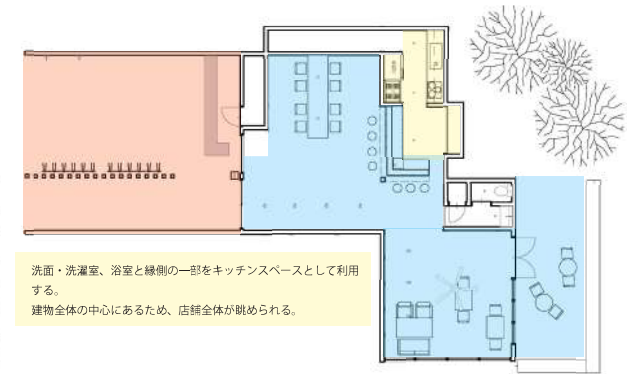 洗面・洗濯室、浴室と縁側の一部をキッチンスペースとして利用
する。
建物全体の中心にあるため、店舗全体が眺められる。